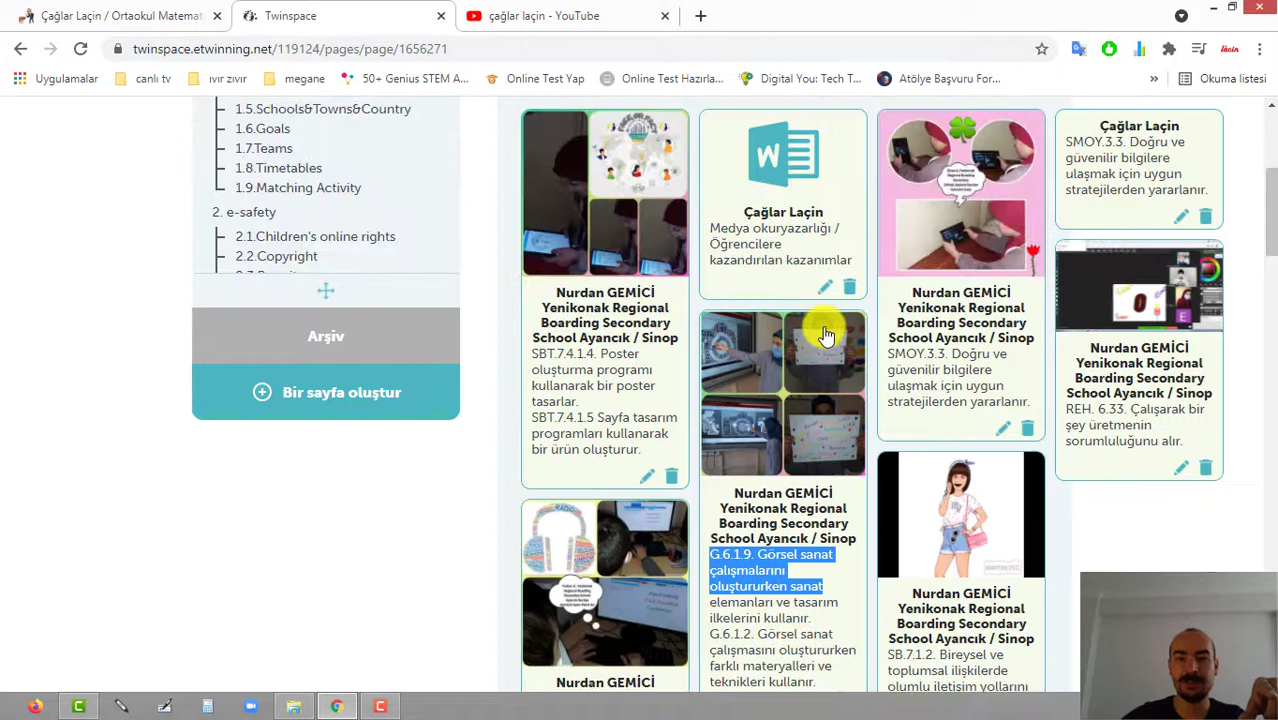 Çağlar Laçin / Ortaokul Matemat
Twinspace
çağlar laçin - YouTube
twinspace.etwinning.net/119124/pages/page/1656271
Uygulamalar
canlı tv
ıvır zıvır
megane
50+ Genius STEM A...
Online Test Yap
Online Test Hazırla...
Digital You: Tech T...
Atölye Başvuru For...
»
Okuma listesi
1.5.Schools&Towns&Country
1.6.Goals
1.7.Teams
1.8.Timetables
1.9.Matching Activity
2. e-safety
2.1.Children's online rights
2.2.Copyright
Arşiv
Bir sayfa oluştur
Nurdan GEMİCİ
Yenikonak Regional
Boarding Secondary
School Ayancık / Sinop
SBT.7.4.1.4. Poster
oluşturma programı
kullanarak bir poster
tasarlar.
SBT.7.4.1.5 Sayfa tasarım
programları kullanarak
bir ürün oluşturur.
RADIO
Nurdan GEMİCİ
W
Çağlar Laçin
Medya okuryazarlığı /
Öğrencilere
kazandırılan kazanımlar
Nurdan GEMİCİ
Yenikonak Regional
Boarding Secondary
School Ayancık / Sinop
G.6.1.9. Görsel sanat
çalışmalarını
oluştururken sanat
elemanları ve tasarım
ilkelerini kullanır.
G.6.1.2. Görsel sanat
çalışmasını oluştururken
farklı materyalleri ve
teknikleri kullanır.
Nurdan GEMİCİ
Yenikonak Regional
Boarding Secondary
School Ayancık / Sinop
SMOY.3.3. Doğru ve
güvenilir bilgilere
ulaşmak için uygun
stratejilerden yararlanır.
Nurdan GEMİCİ
Yenikonak Regional
Boarding Secondary
School Ayancık / Sinop
SB.7.1.2. Bireysel ve
toplumsal ilişkilerde
olumlu iletişim yollarını
Çağlar Laçin
SMOY.3.3. Doğru ve
güvenilir bilgilere
ulaşmak için uygun
stratejilerden yararlanır.
E
Nurdan GEMİCİ
Yenikonak Regional
Boarding Secondary
School Ayancık / Sinop
REH. 6.33. Çalışarak bir
şey üretmenin
sorumluluğunu alır.